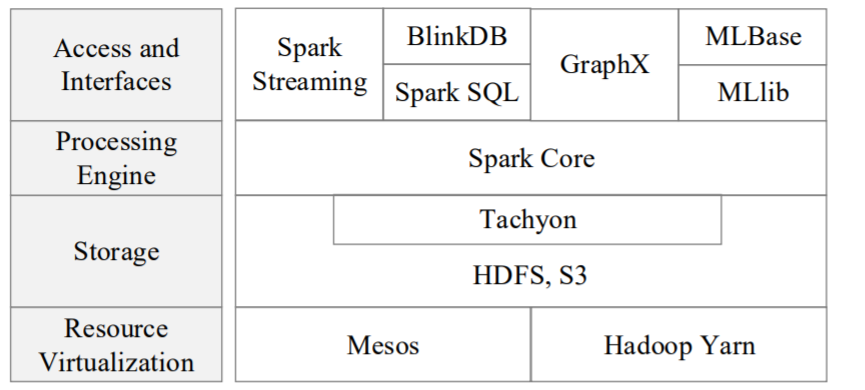 Access and
Interfaces
Spark
Streaming
BlinkDB
Spark SQL
GraphX
MLBase
MLlib
Processing
Engine
Spark Core
Storage
Tachyon
HDFS, S3
Resource
Virtualization
Mesos
Hadoop Yarn